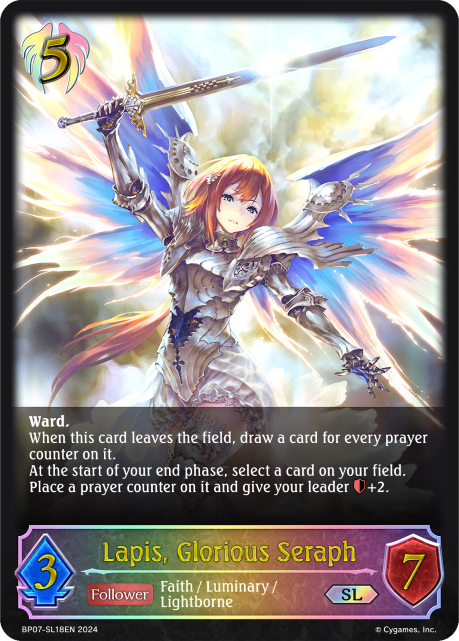 5
Ward.
When this card leaves the field, draw a card for every prayer
counter on it.
At the start of your end phase, select a card on your field.
Place a prayer counter on it and give your leader +2.
Lapis, Glorious Seraph
3
Follower
Faith / Luminary /
Lightborne
SL
7
BP07-SL18EN 2024
© Cygames, Inc.